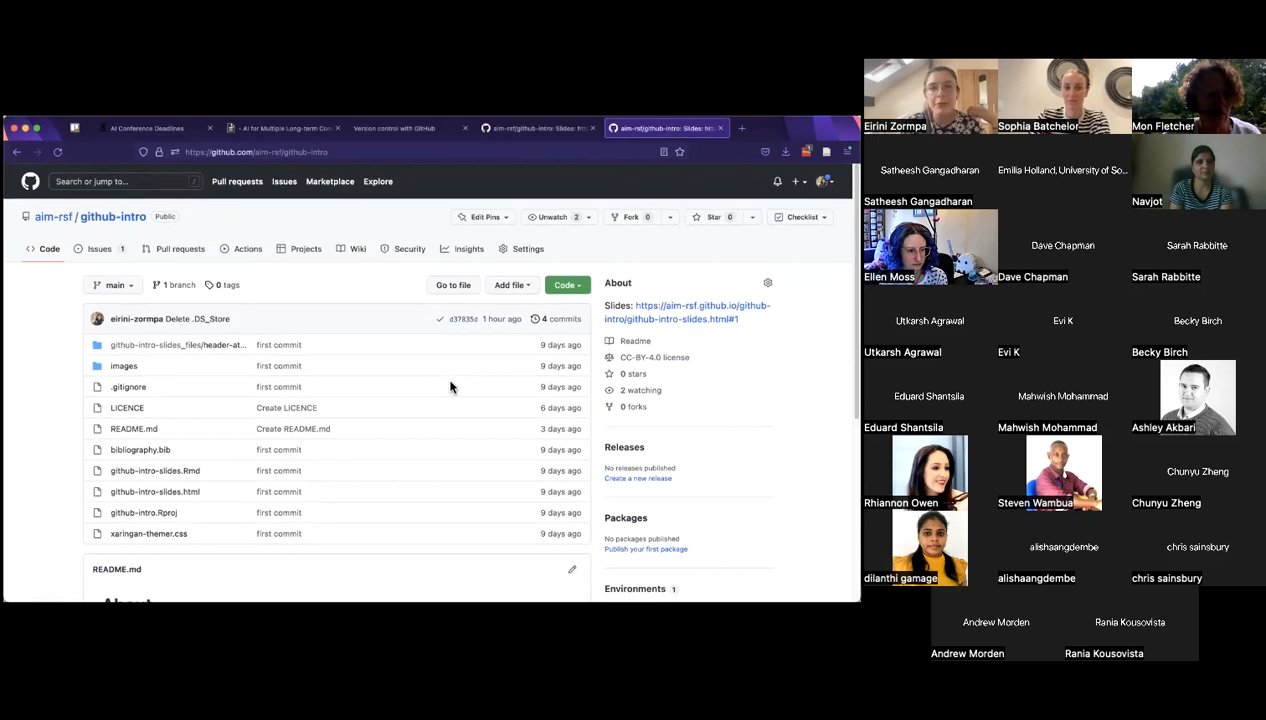 AI Conference Deadlines
- AI for Multiple Long-term Con
Version control with GitHub
aim-rsf/github-intro: Slides: htt
aim-rsf/github-intro: Slides: htt
https://github.com/aim-rsf/github-intro
Search or jump to...
/
Pull requests
Issues
Marketplace
Explore
aim-rsf / github-intro
Public
Edit Pins
Unwatch 2
Fork 0
Star 0
Checklist
Code
Issues 1
Pull requests
Actions
Projects
Wiki
Security
Insights
Settings
main
1 branch
0 tags
Go to file
Add file
Code
eirini-zormpa Delete .DS_Store
d37835d 1 hour ago
4 commits
github-intro-slides_files/header-at... first commit 9 days ago
images first commit 9 days ago
.gitignore first commit 9 days ago
LICENCE Create LICENCE 6 days ago
README.md Create README.md 3 days ago
bibliography.bib first commit 9 days ago
github-intro-slides.Rmd first commit 9 days ago
github-intro-slides.html first commit 9 days ago
github-intro.Rproj first commit 9 days ago
xaringan-themer.css first commit 9 days ago
README.md
About
About
Slides: https://aim-rsf.github.io/github-
intro/github-intro-slides.html#1
Readme
CC-BY-4.0 license
0 stars
2 watching
0 forks
Releases
No releases published
Create a new release
Packages
No packages published
Publish your first package
Environments 1
Eirini Zormpa
Sophia Batchelor
Mon Fletcher
Satheesh Gangadharan
Satheesh Gangadharan
Emilia Holland, University of So...
Navjot
Ellen Moss
Dave Chapman
Dave Chapman
Sarah Rabbitte
Sarah Rabbitte
Utkarsh Agrawal
Utkarsh Agrawal
Evi K
Evi K
Becky Birch
Becky Birch
Eduard Shantsila
Eduard Shantsila
Mahwish Mohammad
Mahwish Mohammad
Ashley Akbari
Rhiannon Owen
Steven Wambua
Chunyu Zheng
Chunyu Zheng
dilanthi gamage
alishaangdembe
alishaangdembe
chris sainsbury
chris sainsbury
Andrew Morden
Andrew Morden
Rania Kousovista
Rania Kousovista